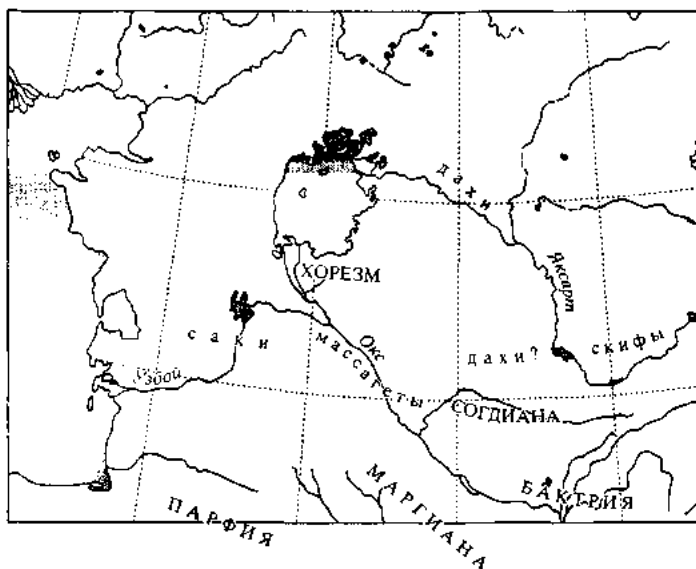 дахи
Яксарт
ХОРЕЗМ
саки
массагеты
Окс
дахи?
скифы
Узбой
СОГДИАНА
БАКТРИЯ
МАРГИАНА
ПАРФИЯ